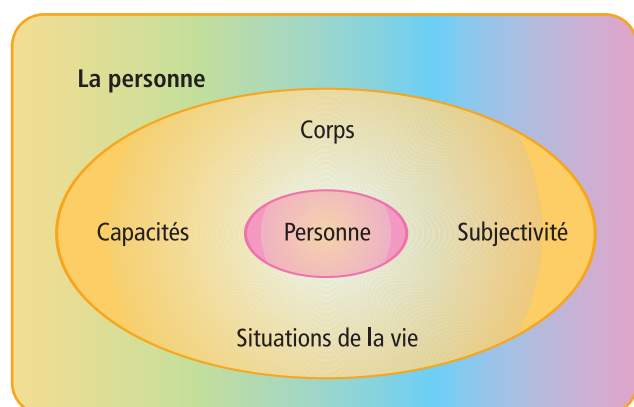 La personne
Corps
Capacités
Personne
Subjectivité
Situations de la vie